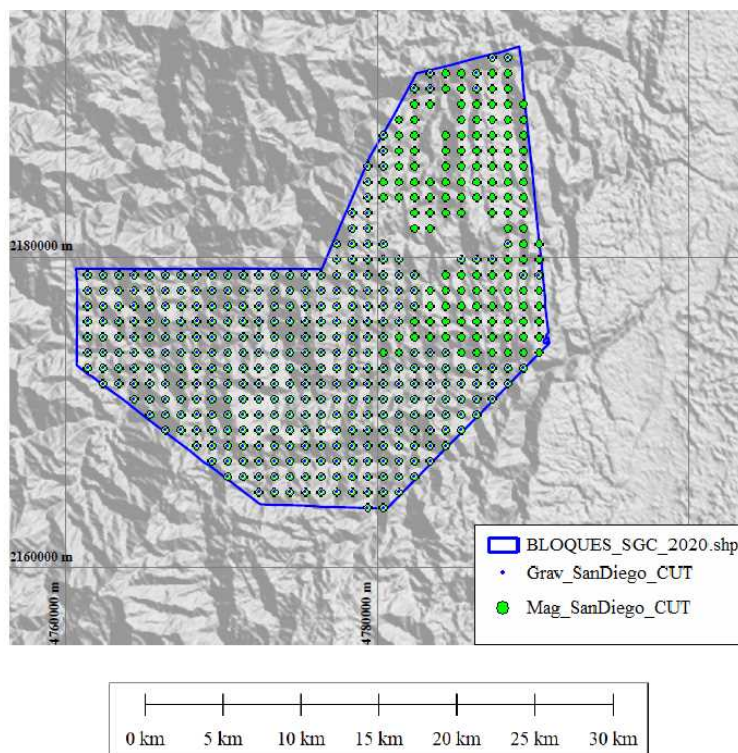 2180000 m
2160000 m
4760000 m
4780000 m
BLOQUES_SGC_2020.shp
Grav_SanDiego_CUT
Mag_SanDiego_CUT
0 km 5 km 10 km 15 km 20 km 25 km 30 km